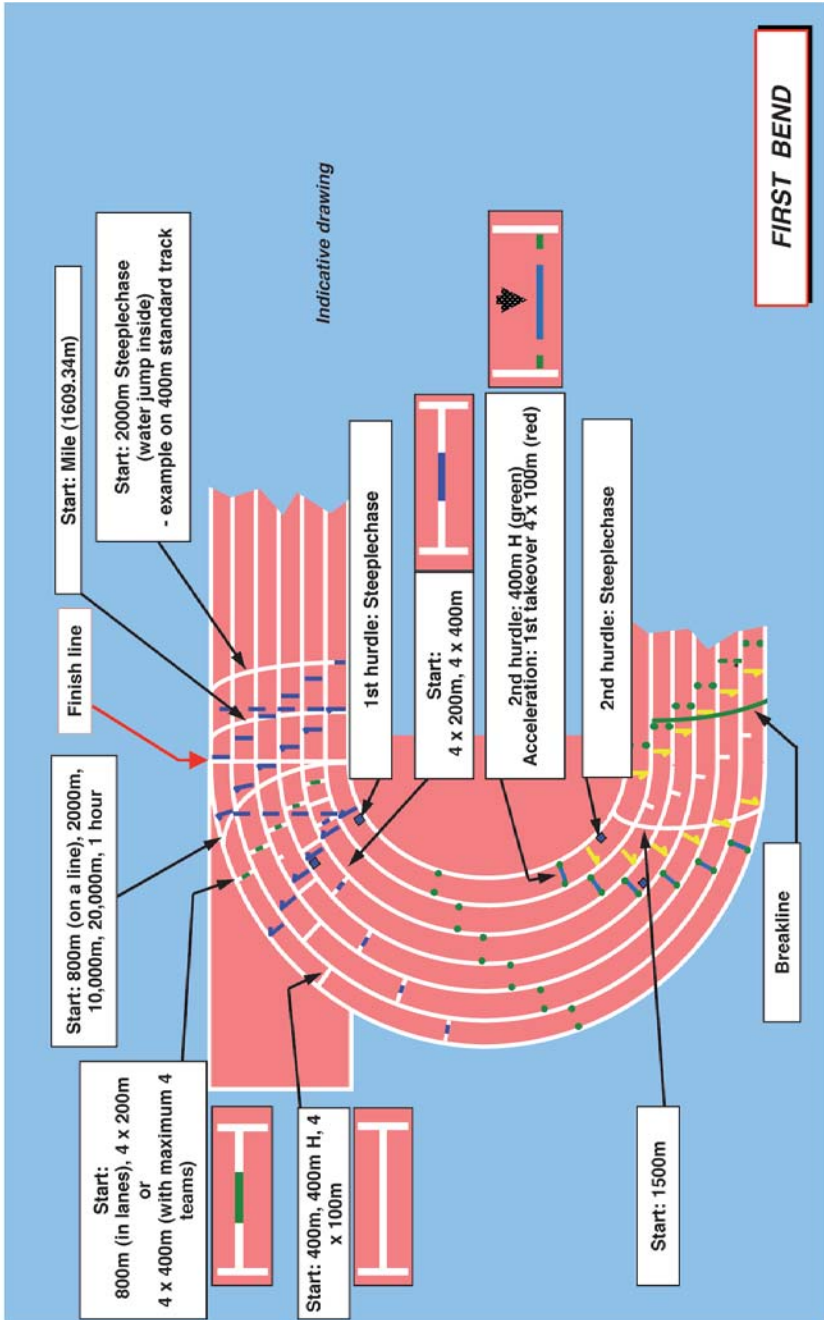 Start: 800m (on a line), 2000m,
10,000m, 20,000m, 1 hour
Finish line
Start: Mile (1609.34m)
Start: 2000m Steeplechase
(water jump inside)
- example on 400m standard track
Start:
800m (in lanes), 4 x 200m
or
4 x 400m (with maximum 4
teams)
Start: 400m, 400m H, 4
x 100m
Indicative drawing
1st hurdle: Steeplechase
Start:
4 x 200m, 4 x 400m
2nd hurdle: 400m H (green)
Acceleration: 1st takeover 4 x 100m (red)
2nd hurdle: Steeplechase
Start: 1500m
Breakline
FIRST BEND